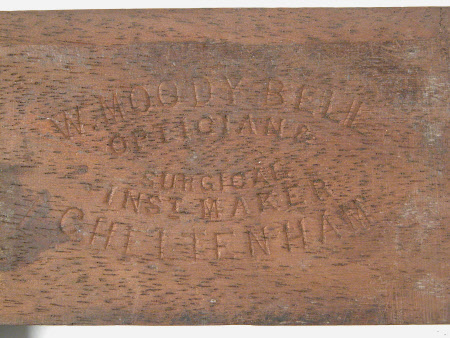 W. MOODY BELL
OPTICIAN &
SURGICAL
INST. MAKER
CHELTENHAM